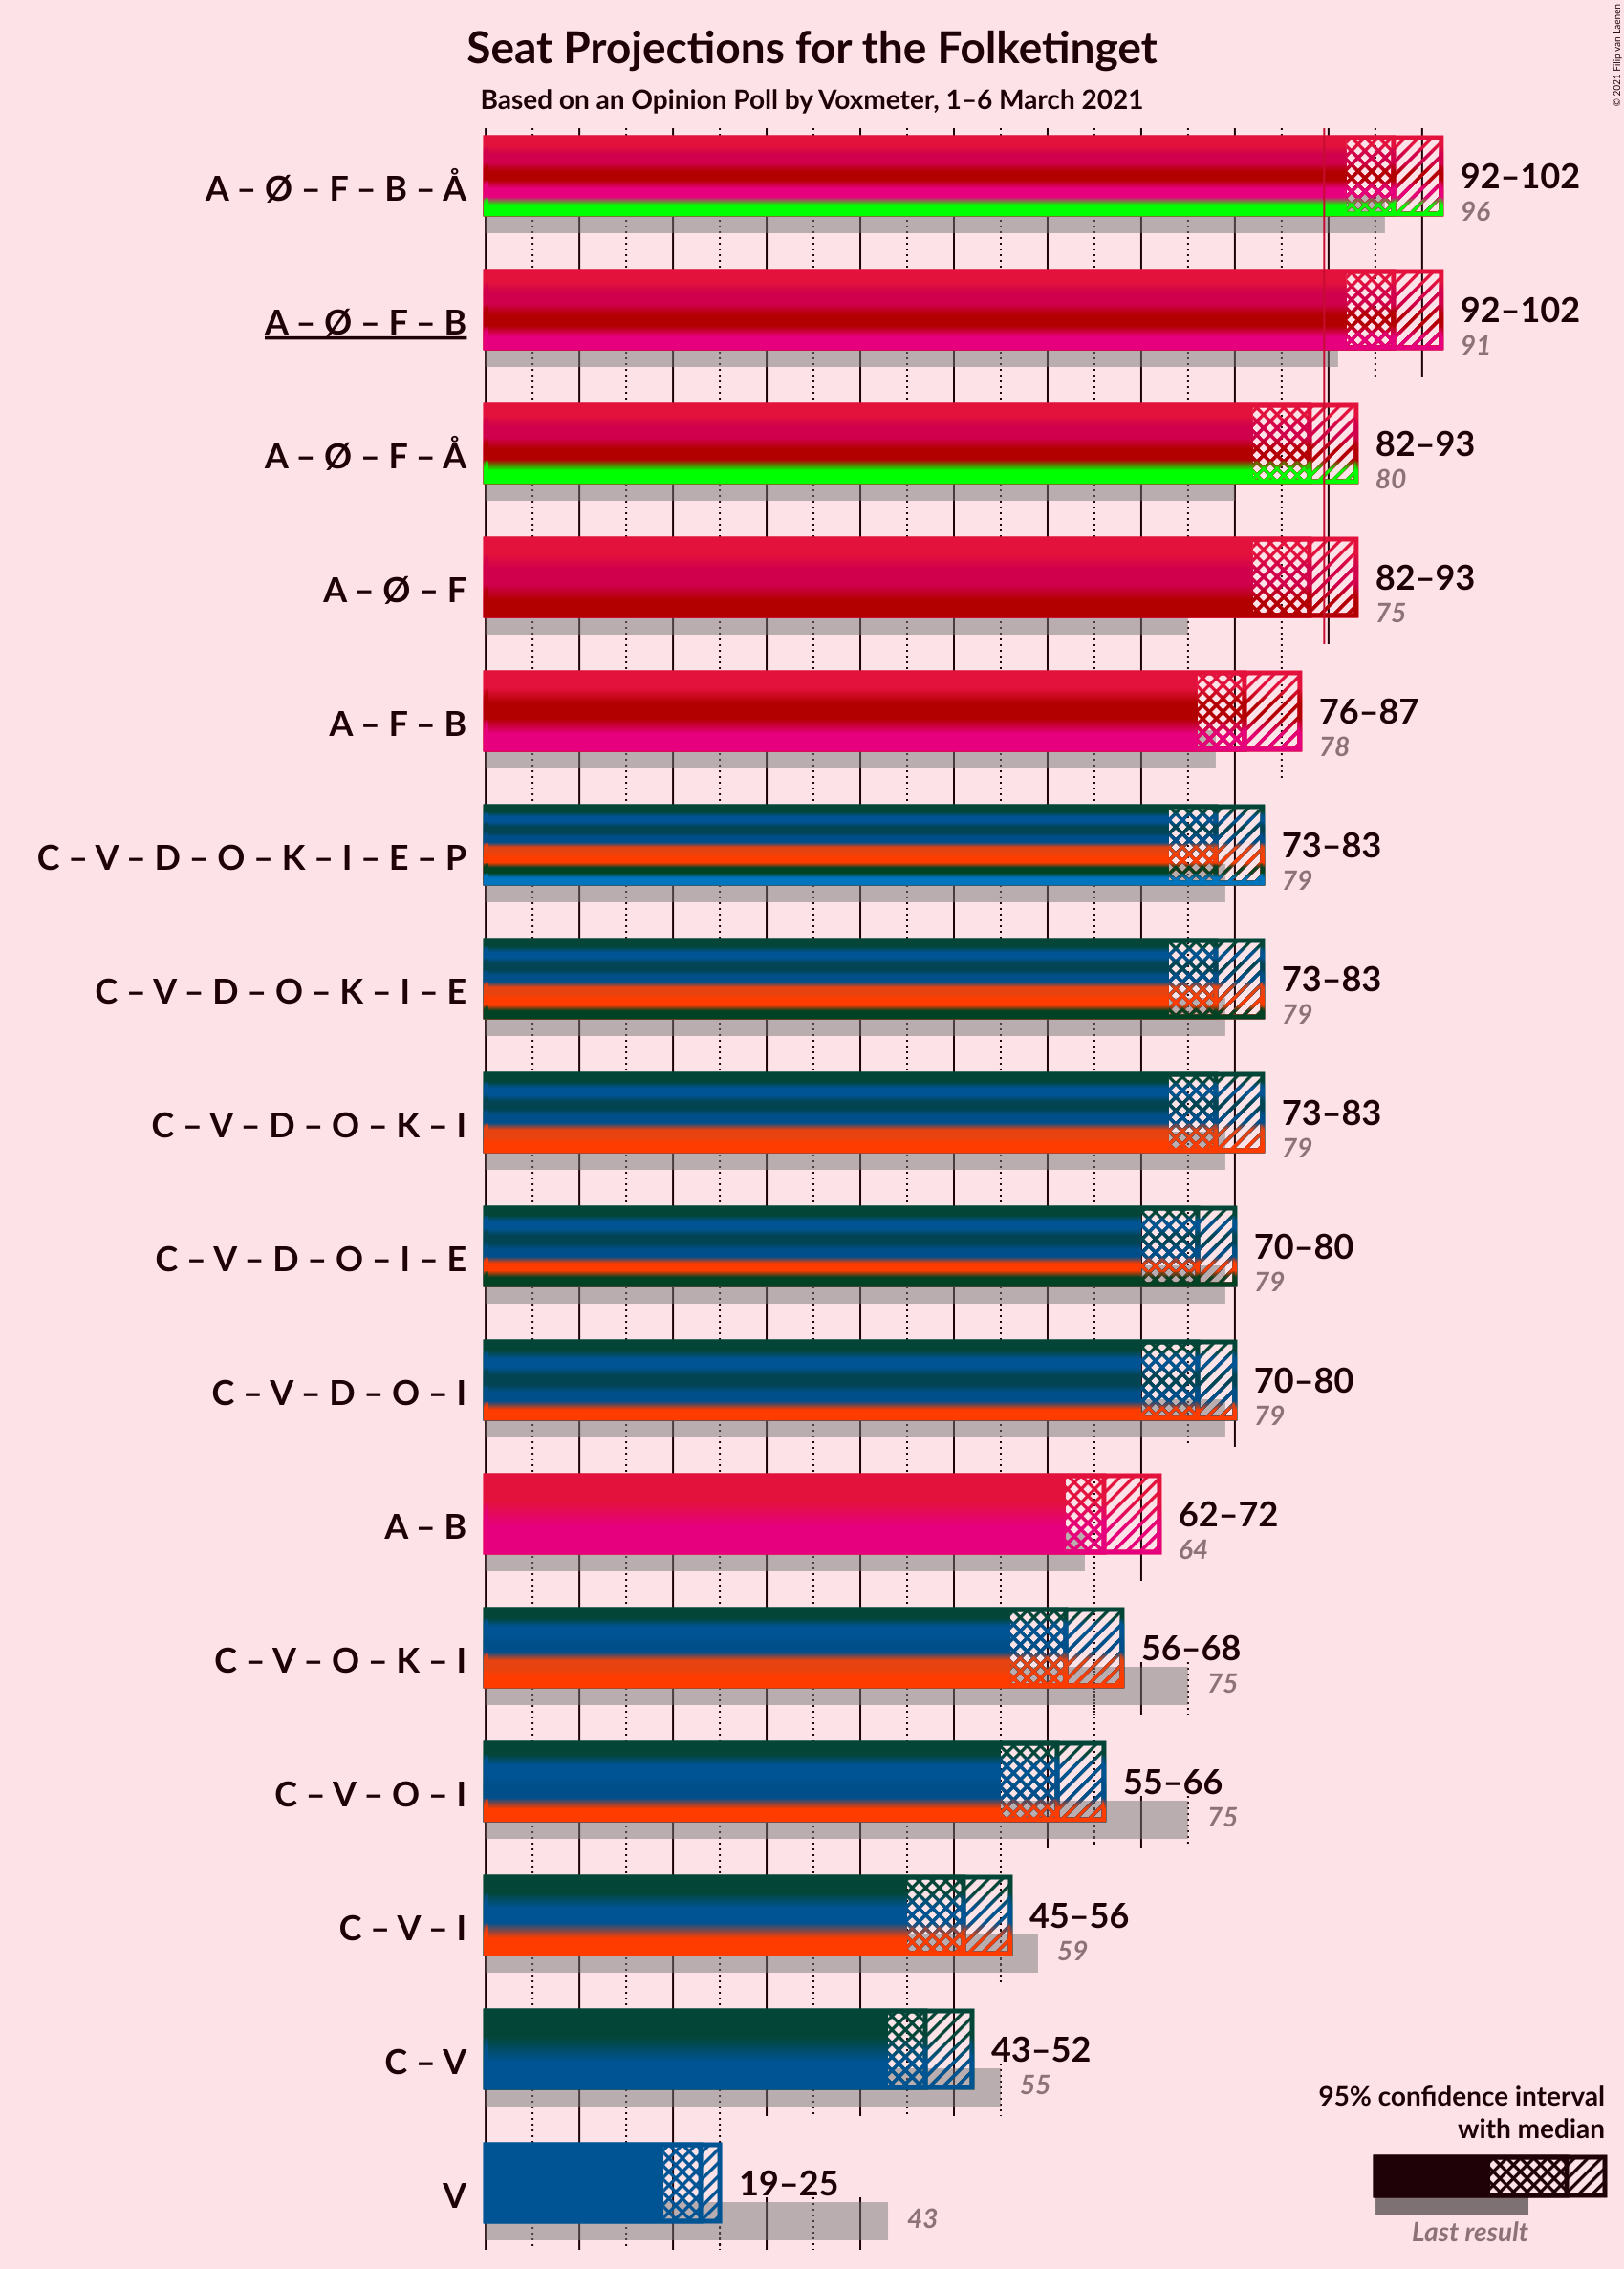 Seat Projections for the Folketinget
Based on an Opinion Poll by Voxmeter, 1–6 March 2021
© 2021 Filip van Laenen
A – Ø – F – B – Å
92–102
96
A – Ø – F – B
92–102
91
A – Ø – F – Å
82–93
80
A – Ø – F
82–93
75
A – F – B
76–87
78
C – V – D – O – K – I – E – P
73–83
79
C – V – D – O – K – I – E
73–83
79
C – V – D – O – K – I
73–83
79
C – V – D – O – I – E
70–80
79
C – V – D – O – I
70–80
79
A – B
62–72
64
C – V – O – K – I
56–68
75
C – V – O – I
55–66
75
C – V – I
45–56
59
C – V
43–52
55
V
19–25
43
95% confidence interval
with median
Last result